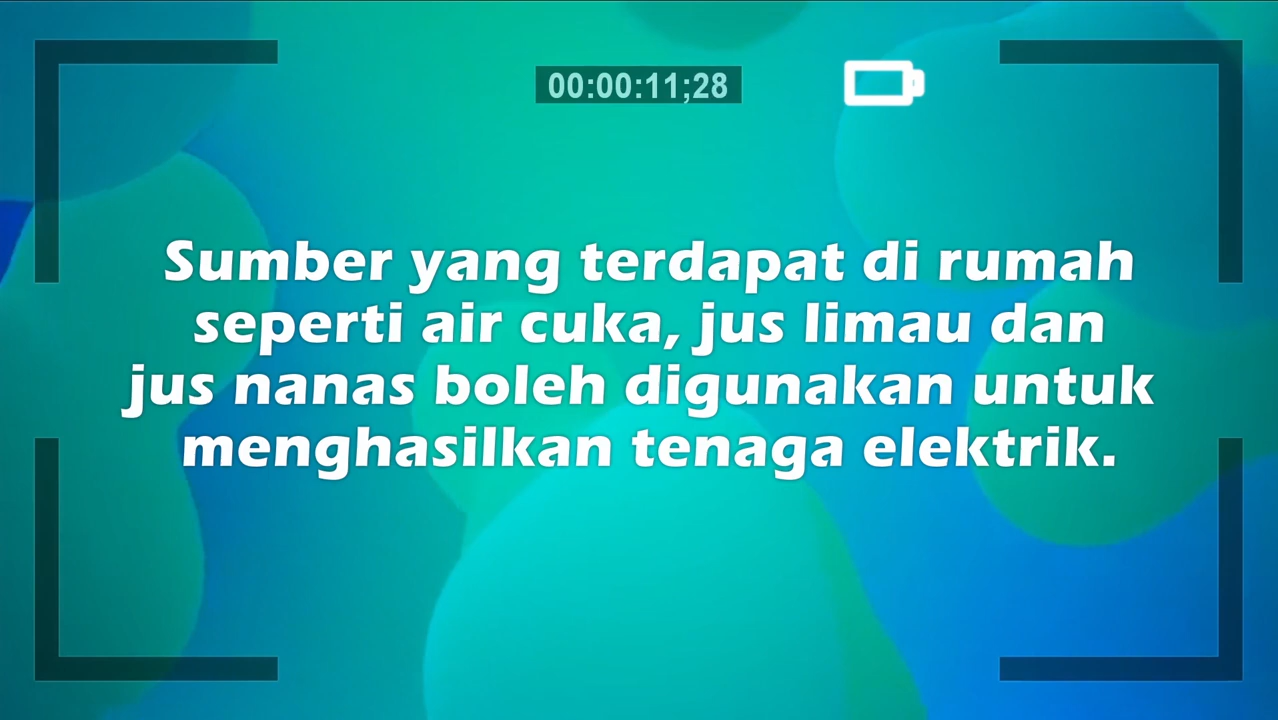 00:00:11;28
Sumber yang terdapat di rumah
seperti air cuka, jus limau dan
jus nanas boleh digunakan untuk
menghasilkan tenaga elektrik.